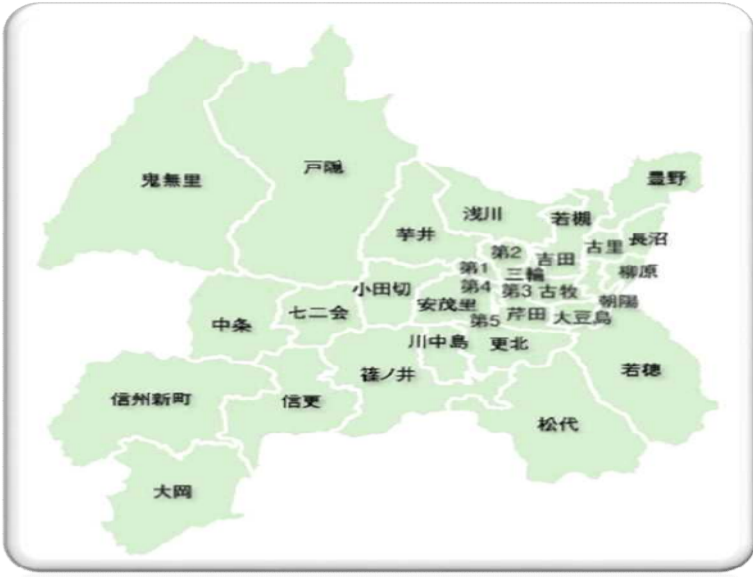 戸隠
鬼無里
豊野
浅川
若槻
芋井
長沼
古里
第2
吉田
第1
三輪
柳原
第4
小田切
第3
古牧
朝陽
安茂里
七二会
芹田
大豆島
第5
中条
川中島
更北
篠ノ井
若穂
信州新町
信更
松代
大岡